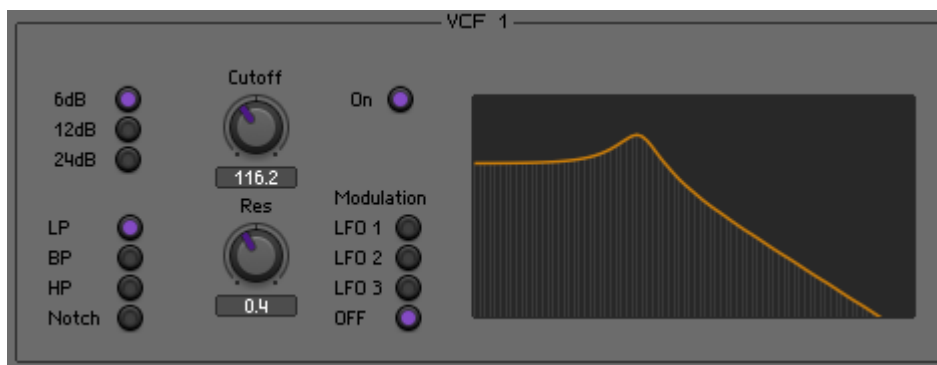 VCF 1
Cutoff
6dB
On
12dB
24dB
116.2
Res
Modulation
LP
LFO 1
BP
LFO 2
HP
LFO 3
0.4
Notch
OFF